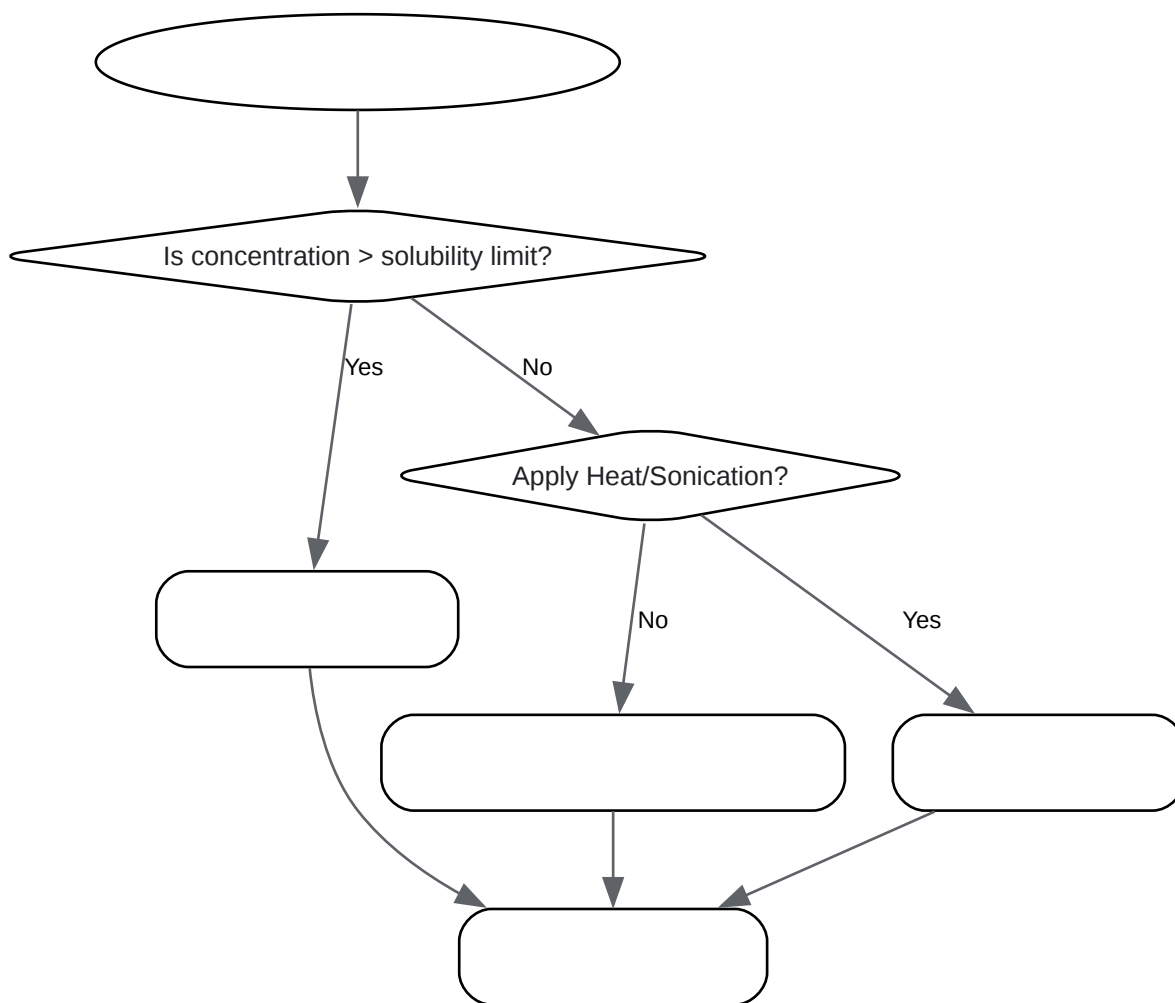 Is concentration > solubility limit?
Yes
No
Apply Heat/Sonication?
No
Yes